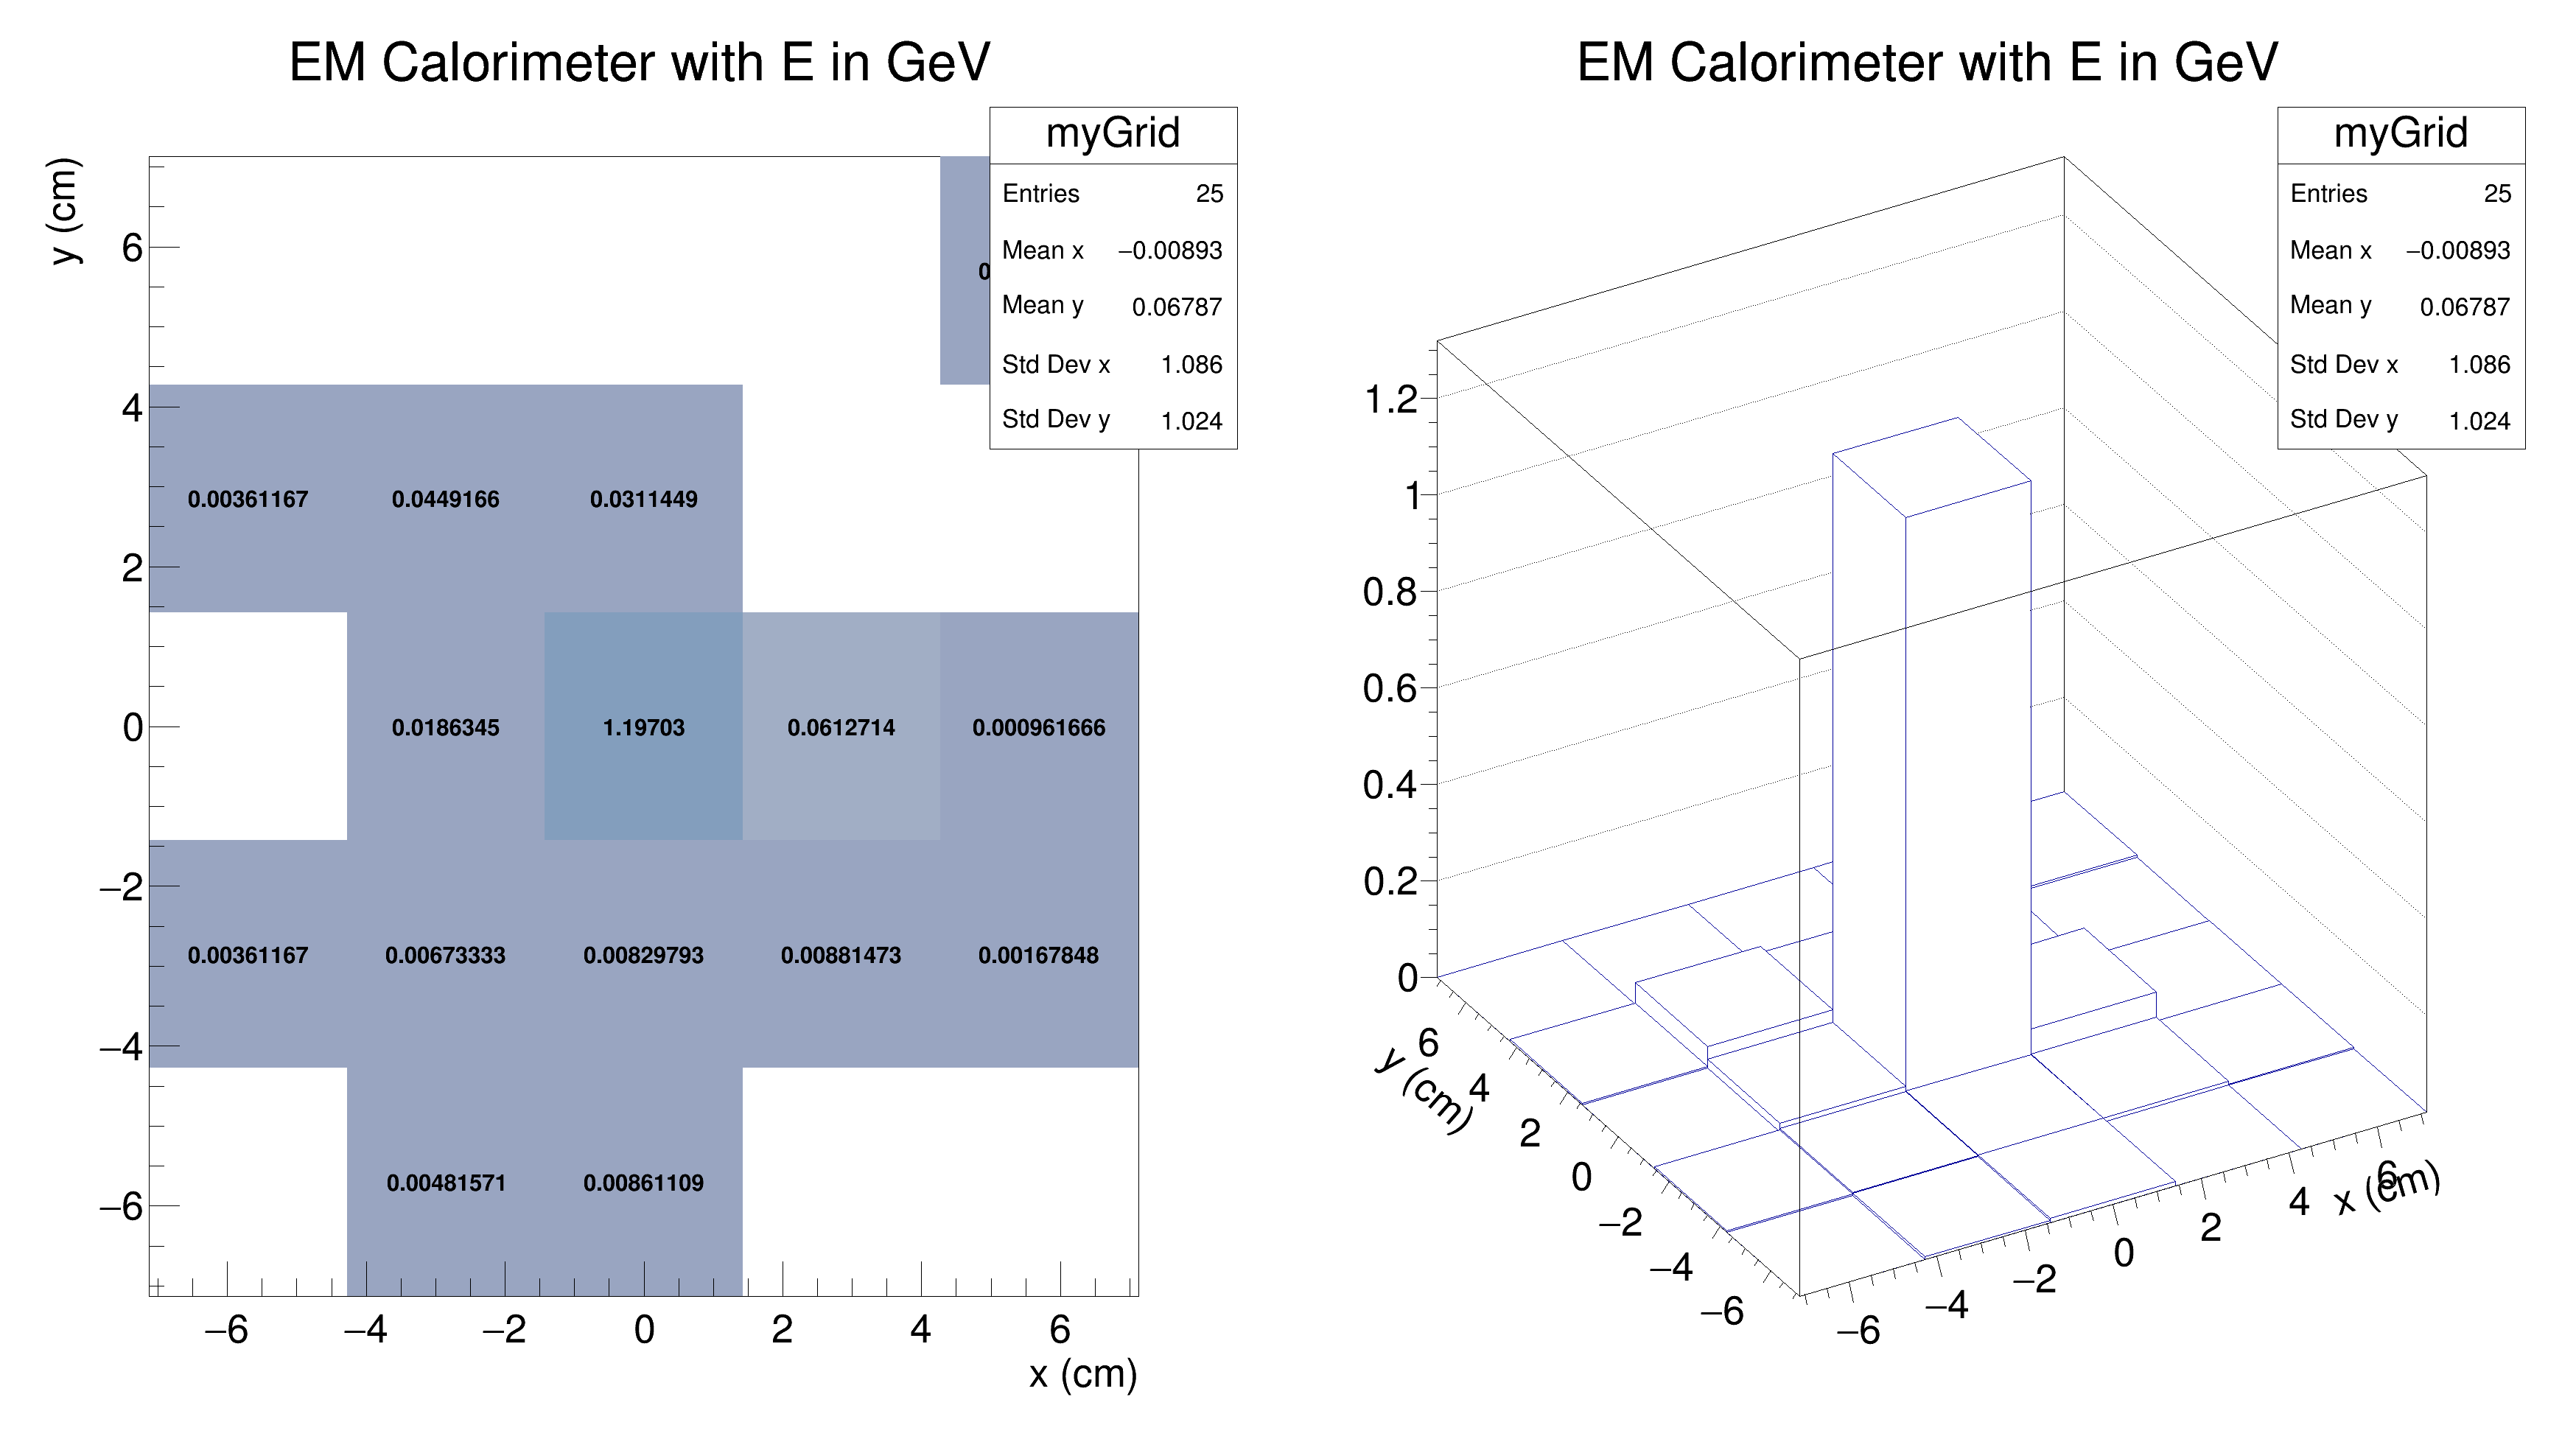 EM Calorimeter with E in GeV
myGrid
Entries 25
Mean x −0.00893
Mean y 0.06787
Std Dev x 1.086
Std Dev y 1.024
y (cm)
6
4
2
0
−2
−4
−6
0
0.00361167 0.0449166 0.0311449
0.0186345 1.19703 0.0612714 0.000961666
0.00361167 0.00673333 0.00829793 0.00881473 0.00167848
0.00481571 0.00861109
−6 −4 −2 0 2 4 6
x (cm)
EM Calorimeter with E in GeV
myGrid
Entries 25
Mean x −0.00893
Mean y 0.06787
Std Dev x 1.086
Std Dev y 1.024
1.2
1
0.8
0.6
0.4
0.2
0
6
4
2
0
−2
−4
−6
y (cm)
−6
−4
−2
0
2
4
6
x (cm)